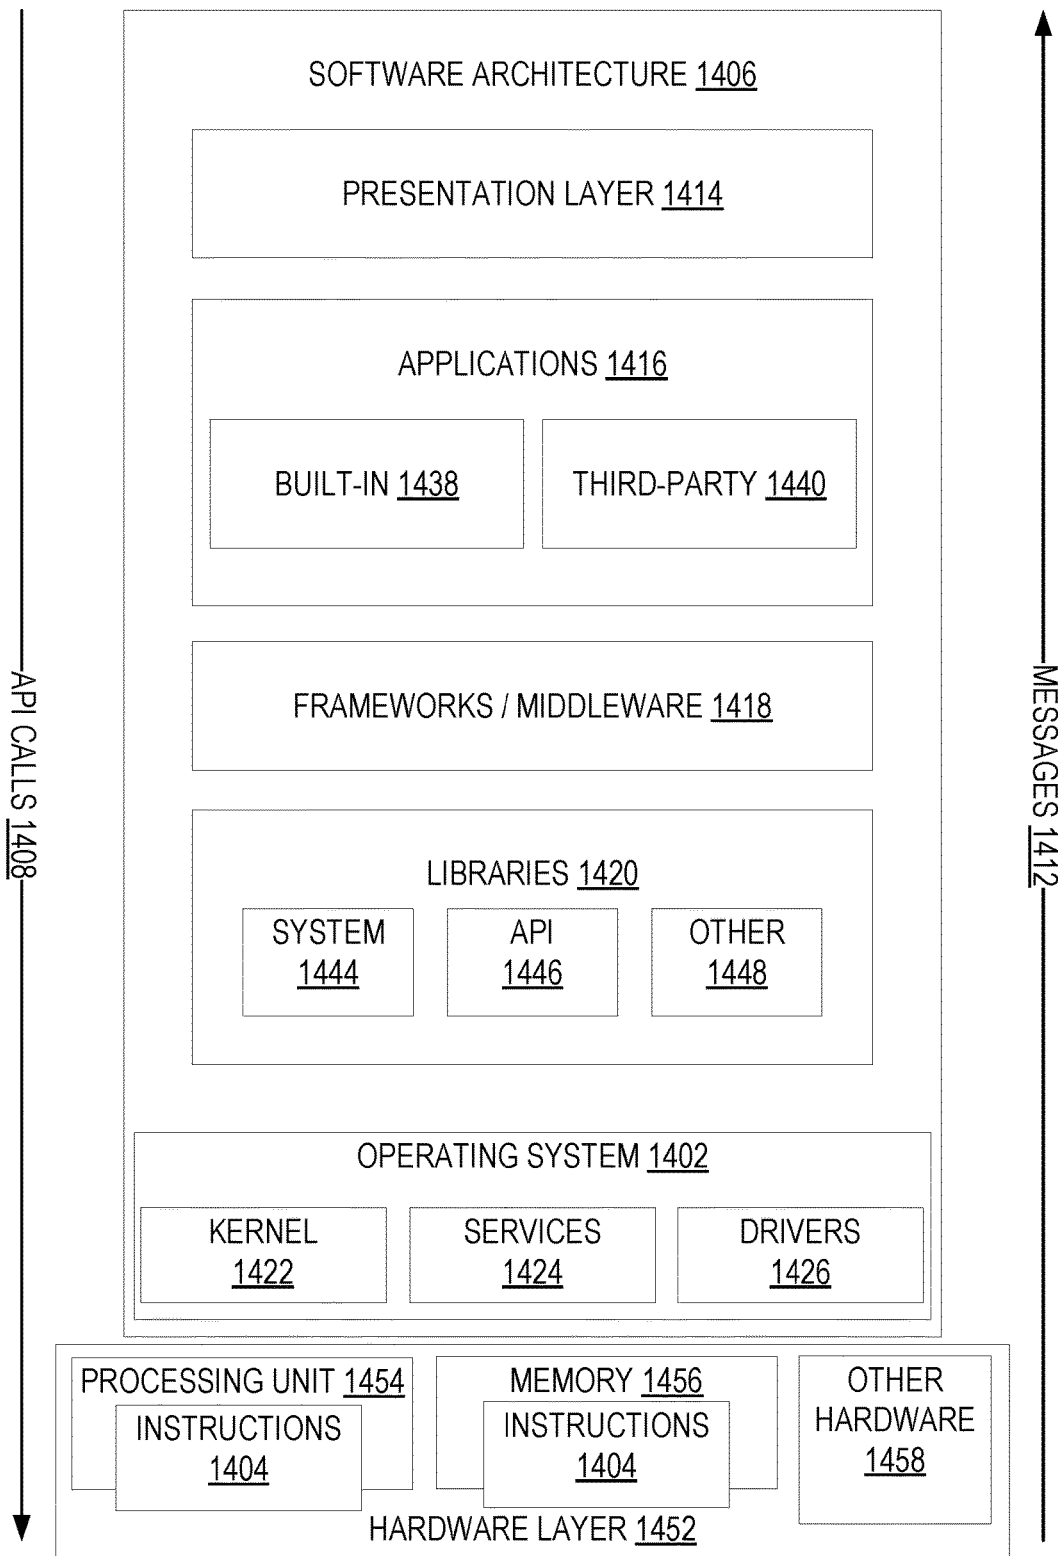 SOFTWARE ARCHITECTURE 1406
PRESENTATION LAYER 1414
APPLICATIONS 1416
BUILT-IN 1438
THIRD-PARTY 1440
FRAMEWORKS / MIDDLEWARE 1418
API CALLS 1408
MESSAGES 1412
LIBRARIES 1420
SYSTEM
1444
API
1446
OTHER
1448
OPERATING SYSTEM 1402
KERNEL
1422
SERVICES
1424
DRIVERS
1426
PROCESSING UNIT 1454
INSTRUCTIONS
1404
MEMORY 1456
INSTRUCTIONS
1404
OTHER
HARDWARE
1458
HARDWARE LAYER 1452